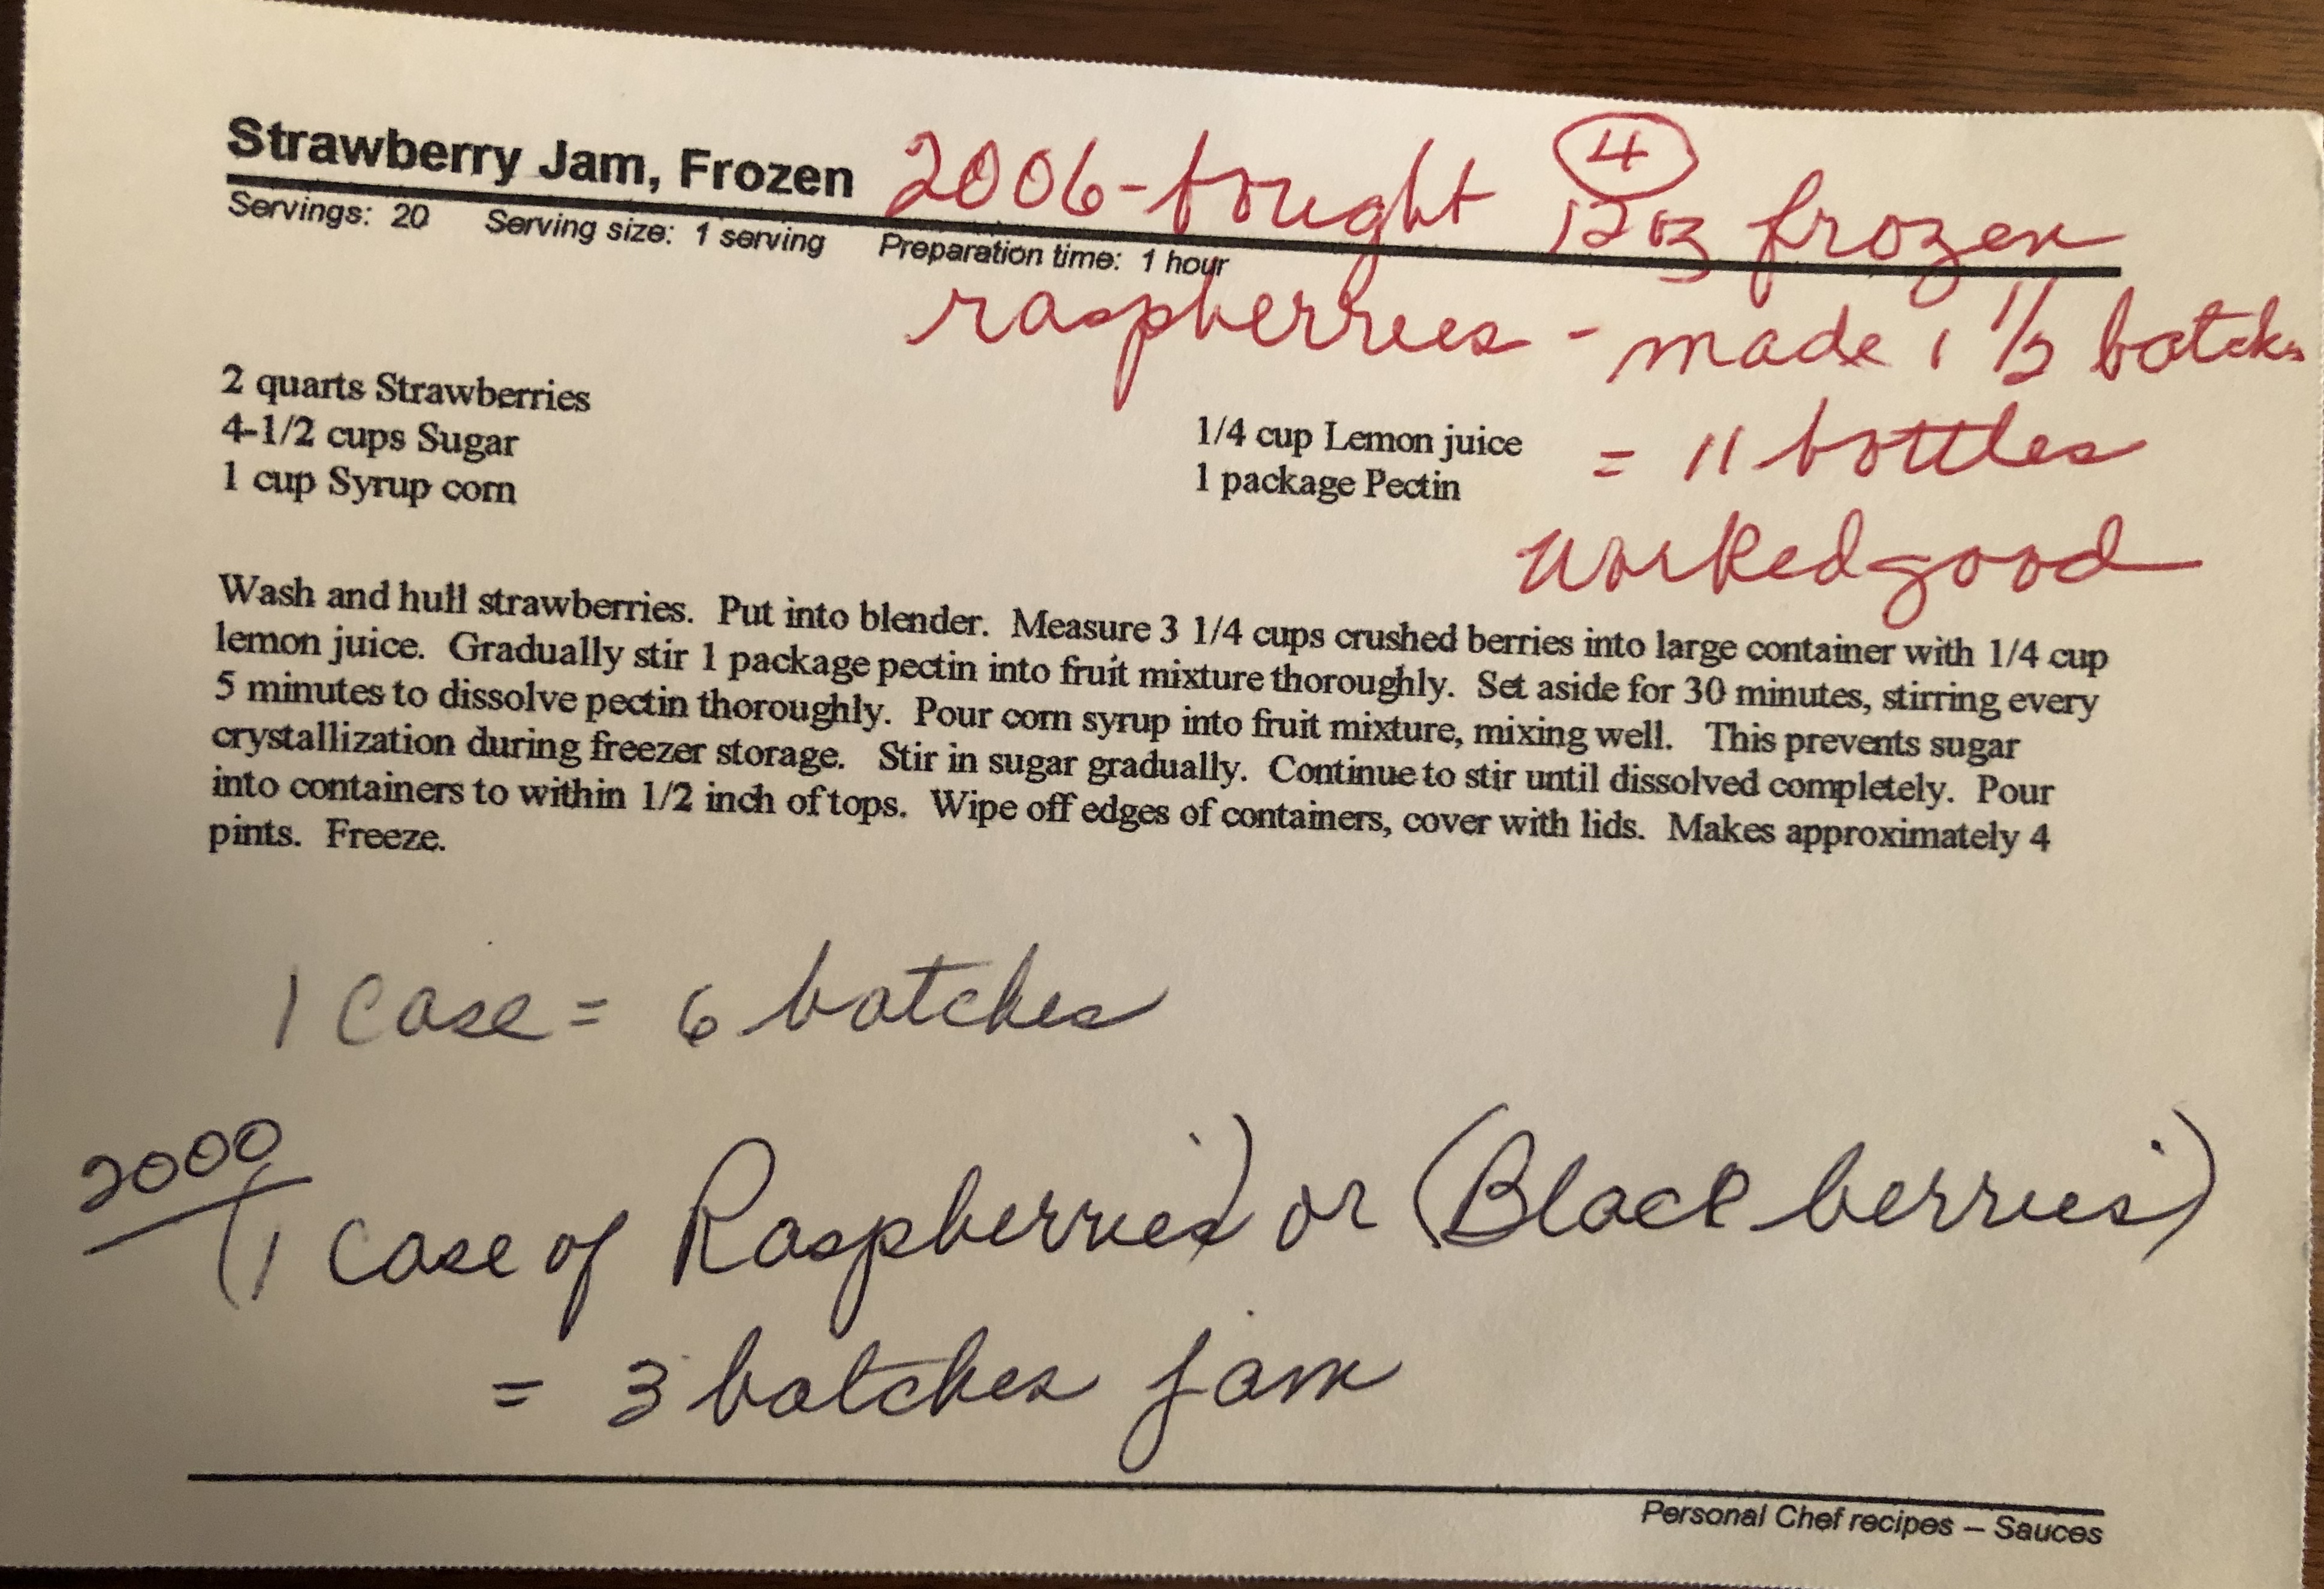 Strawberry Jam, Frozen
2006 - bought ④ 12 oz frozen
Servings: 20 Serving size: 1 serving Preparation time: 1 hour
raspberries - made 1 1/2 batches
= 11 bottles
worked good
2 quarts Strawberries
4-1/2 cups Sugar
1 cup Syrup corn
1/4 cup Lemon juice
1 package Pectin
Wash and hull strawberries. Put into blender. Measure 3 1/4 cups crushed berries into large container with 1/4 cup
lemon juice. Gradually stir 1 package pectin into fruit mixture thoroughly. Set aside for 30 minutes, stirring every
5 minutes to dissolve pectin thoroughly. Pour corn syrup into fruit mixture, mixing well. This prevents sugar
crystallization during freezer storage. Stir in sugar gradually. Continue to stir until dissolved completely. Pour
into containers to within 1/2 inch of tops. Wipe off edges of containers, cover with lids. Makes approximately 4
pints. Freeze.
1 case = 6 batches
2000
(1 case of Raspberries) or (Black berries)
= 3 batches jam
Personal Chef recipes – Sauces